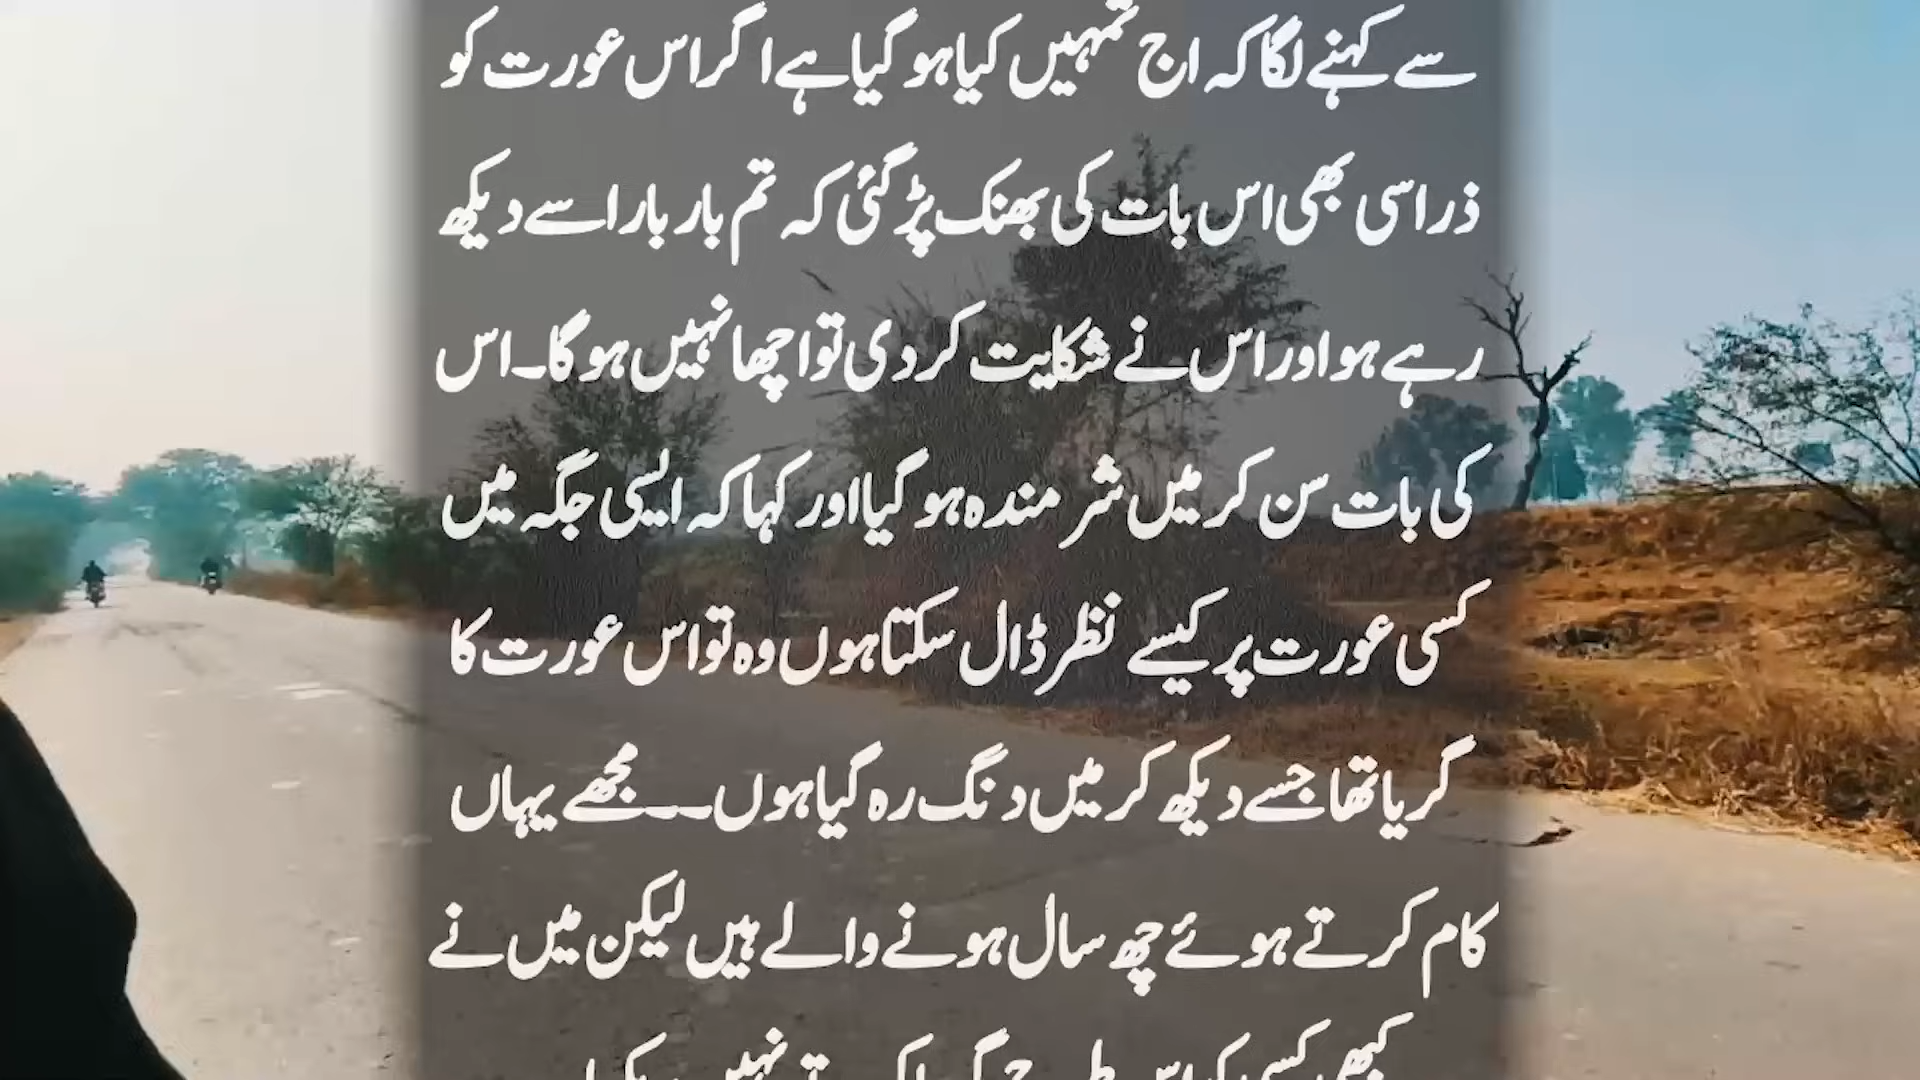 سے کہنے لگا کہ اج تمہیں کیا ہو گیا ہے اگر اس عورت کو
ذرا سی بھی اس بات کی بھنک پڑ گئی کہ تم بار بار اسے دیکھ
رہے ہو اور اس نے شکایت کر دی تو اچھا نہیں ہو گا۔ اس
کی بات سن کر میں شرمندہ ہو گیا اور کہا کہ ایسی جگہ میں
کسی عورت پر کیسے نظر ڈال سکتا ہوں وہ تو اس عورت کا
گریا تھا جسے دیکھ کر میں دنگ رہ گیا ہوں۔۔ مجھے یہاں
کام کرتے ہوئے چھ سال ہونے والے ہیں لیکن میں نے